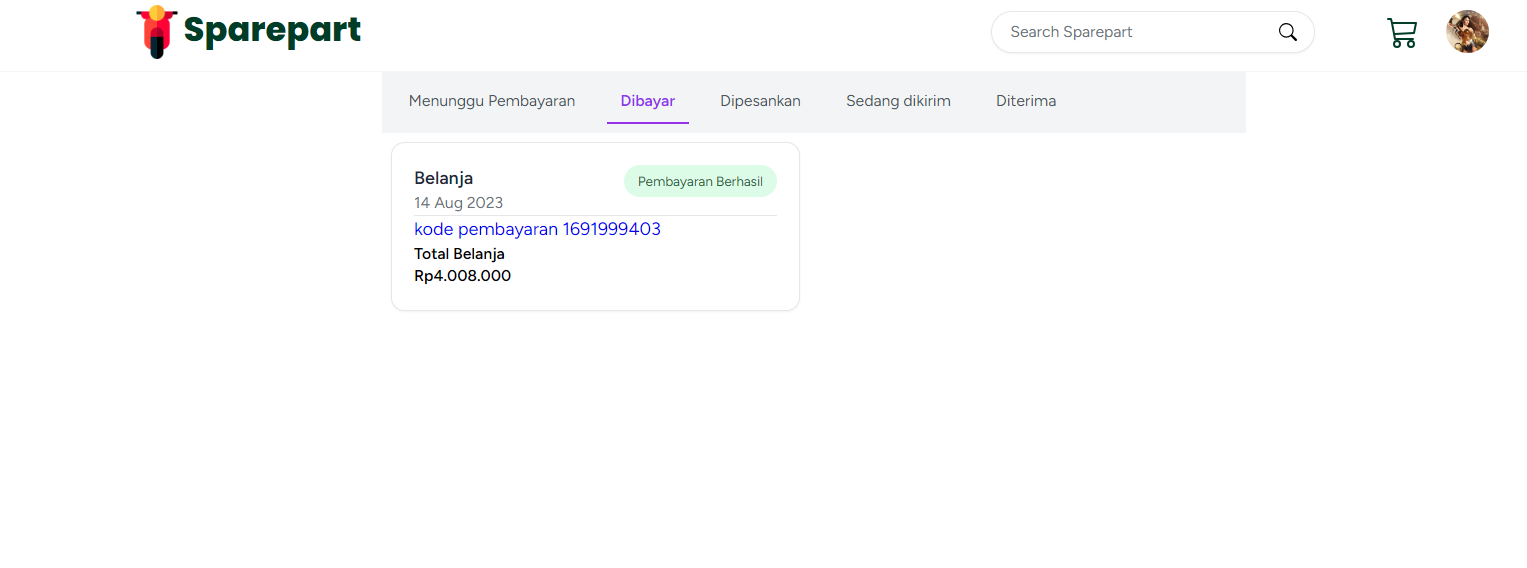 Sparepart
Search Sparepart
Menunggu Pembayaran Dibayar Dipesankan Sedang dikirim Diterima
Belanja
Pembayaran Berhasil
14 Aug 2023
kode pembayaran 1691999403
Total Belanja
Rp4.008.000